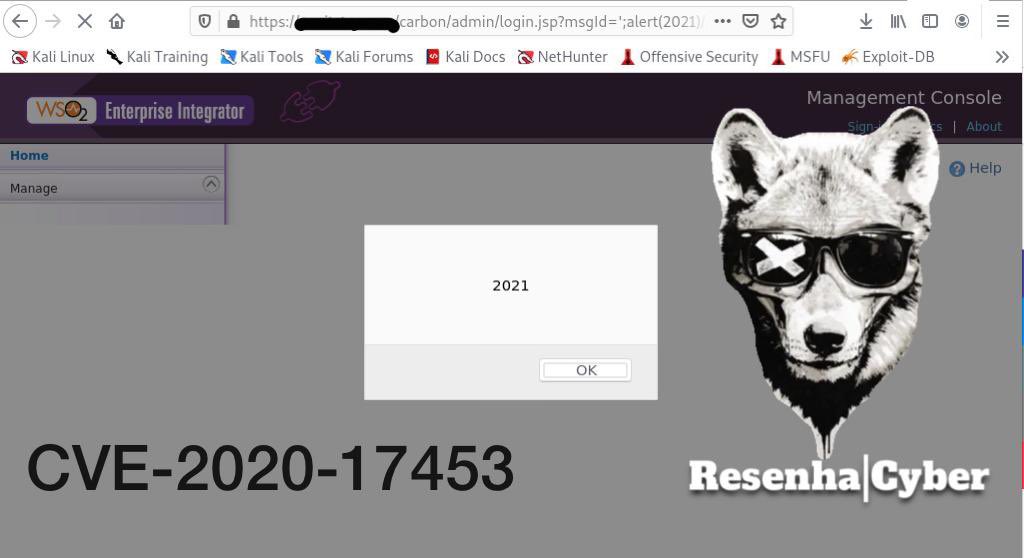 https:// /carbon/admin/login.jsp?msgId=';alert(2021)/
Kali Linux Kali Training Kali Tools Kali Forums Kali Docs NetHunter Offensive Security MSFU Exploit-DB
WSO2 Enterprise Integrator
Management Console
Sign-i cs | About
Home
Help
Manage
2021
OK
CVE-2020-17453
Resenha|Cyber